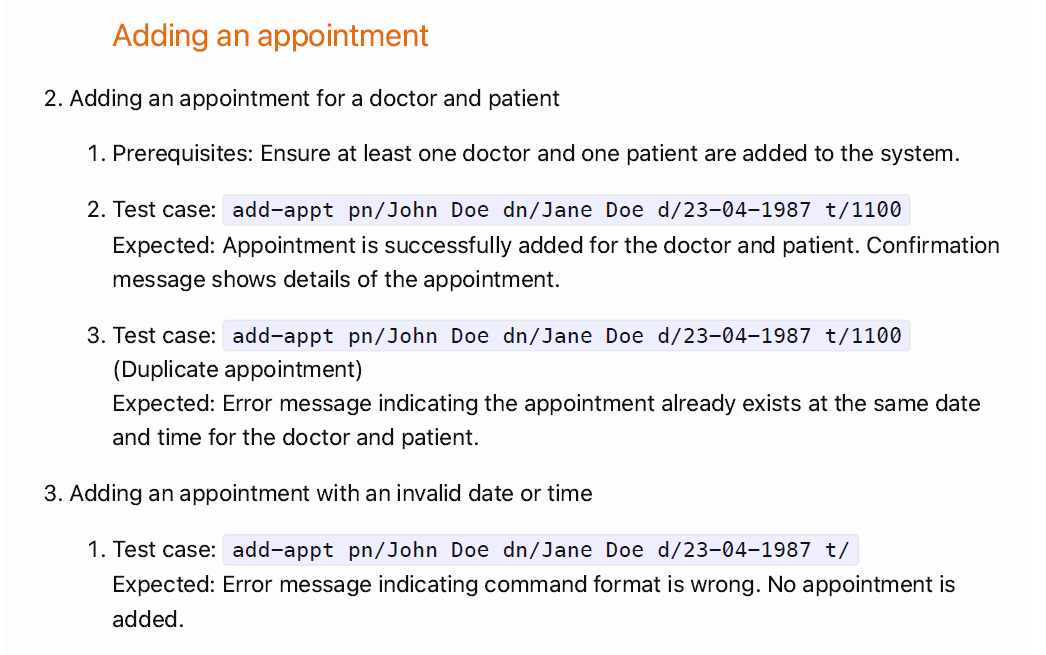 Adding an appointment
2. Adding an appointment for a doctor and patient
1. Prerequisites: Ensure at least one doctor and one patient are added to the system.
2. Test case: add-appt pn/John Doe dn/Jane Doe d/23-04-1987 t/1100
Expected: Appointment is successfully added for the doctor and patient. Confirmation
message shows details of the appointment.
3. Test case: add-appt pn/John Doe dn/Jane Doe d/23-04-1987 t/1100
(Duplicate appointment)
Expected: Error message indicating the appointment already exists at the same date
and time for the doctor and patient.
3. Adding an appointment with an invalid date or time
1. Test case: add-appt pn/John Doe dn/Jane Doe d/23-04-1987 t/
Expected: Error message indicating command format is wrong. No appointment is
added.